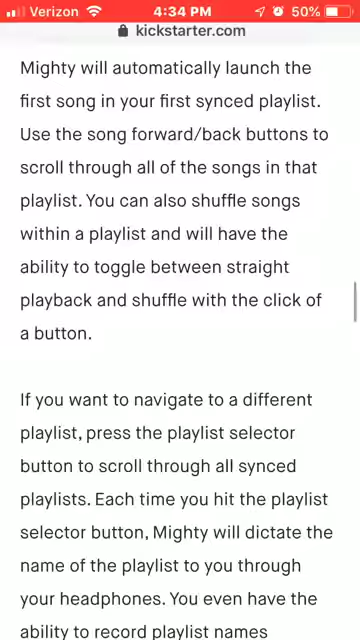 Verizon 4:34 PM 50%
kickstarter.com
Mighty will automatically launch the
first song in your first synced playlist.
Use the song forward/back buttons to
scroll through all of the songs in that
playlist. You can also shuffle songs
within a playlist and will have the
ability to toggle between straight
playback and shuffle with the click of
a button.
If you want to navigate to a different
playlist, press the playlist selector
button to scroll through all synced
playlists. Each time you hit the playlist
selector button, Mighty will dictate the
name of the playlist to you through
your headphones. You even have the
ability to record playlist names